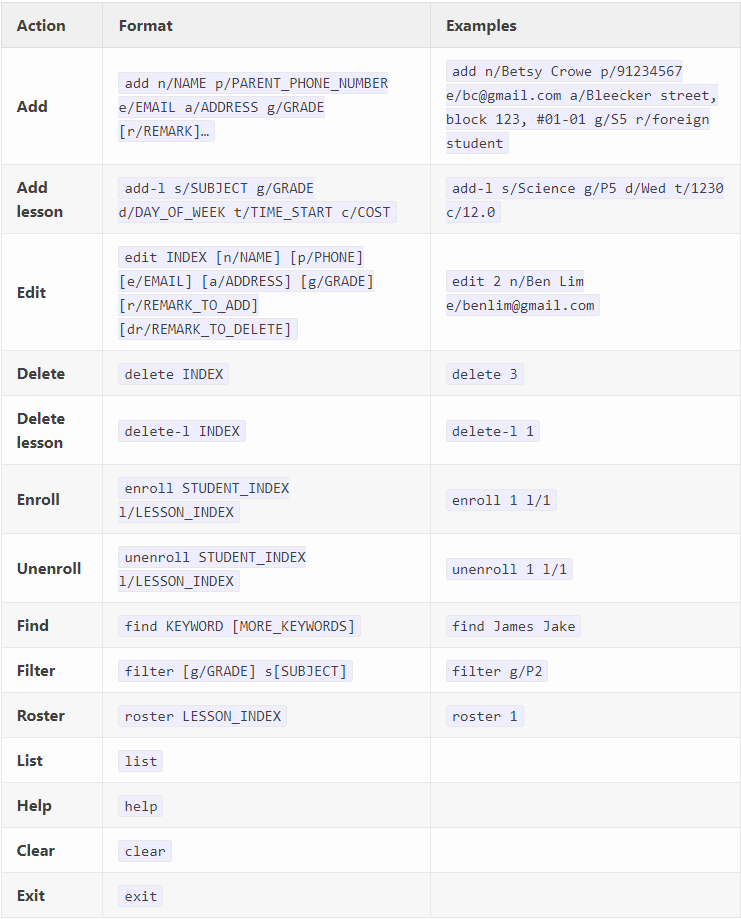 Action Format Examples
Add
add n/NAME p/PARENT_PHONE_NUMBER
e/EMAIL a/ADDRESS g/GRADE
[r/REMARK]…
add n/Betsy Crowe p/91234567
e/bc@gmail.com a/Bleecker street,
block 123, #01-01 g/S5 r/foreign
student
Add
lesson
add-l s/SUBJECT g/GRADE
d/DAY_OF_WEEK t/TIME_START c/COST
add-l s/Science g/P5 d/Wed t/1230
c/12.0
Edit
edit INDEX [n/NAME] [p/PHONE]
[e/EMAIL] [a/ADDRESS] [g/GRADE]
[r/REMARK_TO_ADD]
[dr/REMARK_TO_DELETE]
edit 2 n/Ben Lim
e/benlim@gmail.com
Delete delete INDEX delete 3
Delete
lesson
delete-l INDEX
delete-l 1
Enroll
enroll STUDENT_INDEX
l/LESSON_INDEX
enroll 1 l/1
Unenroll
unenroll STUDENT_INDEX
l/LESSON_INDEX
unenroll 1 l/1
Find find KEYWORD [MORE_KEYWORDS] find James Jake
Filter filter [g/GRADE] s[SUBJECT] filter g/P2
Roster roster LESSON_INDEX roster 1
List list
Help help
Clear clear
Exit exit